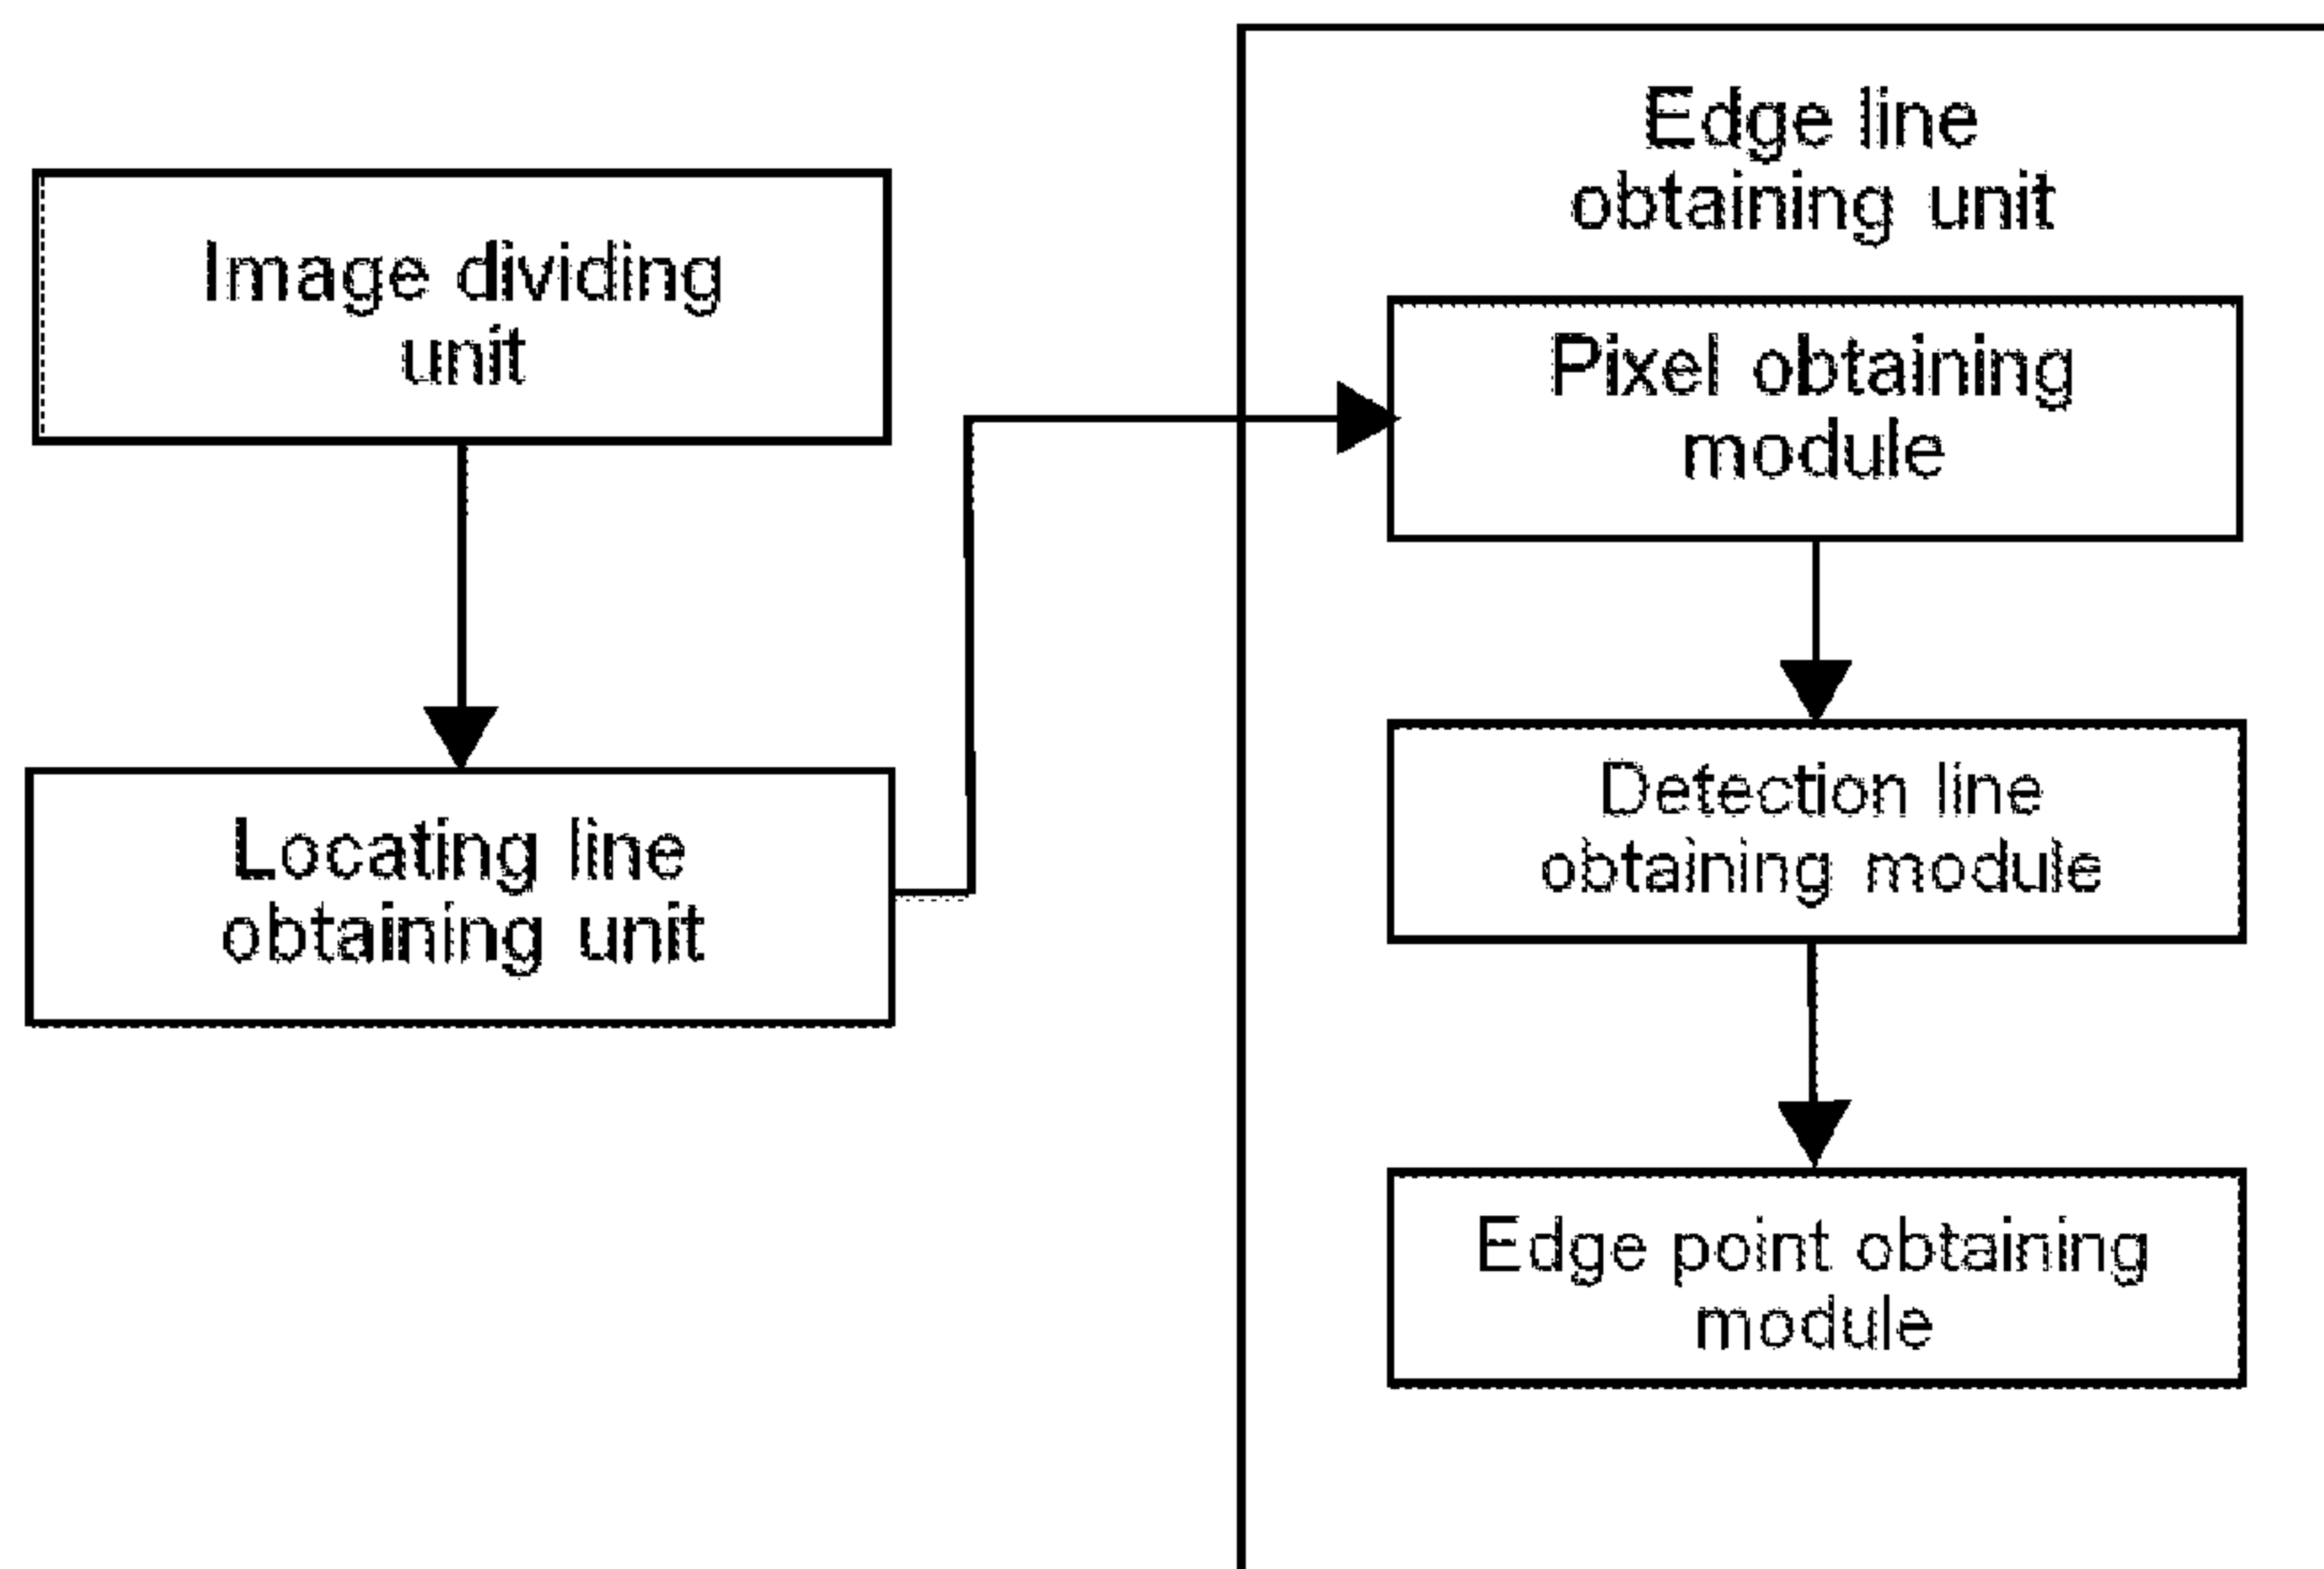 Image dividing
unit
Locating line
obtaining unit
Edge line
obtaining unit
Pixel obtaining
module
Detection line
obtaining module
Edge point obtaining
module